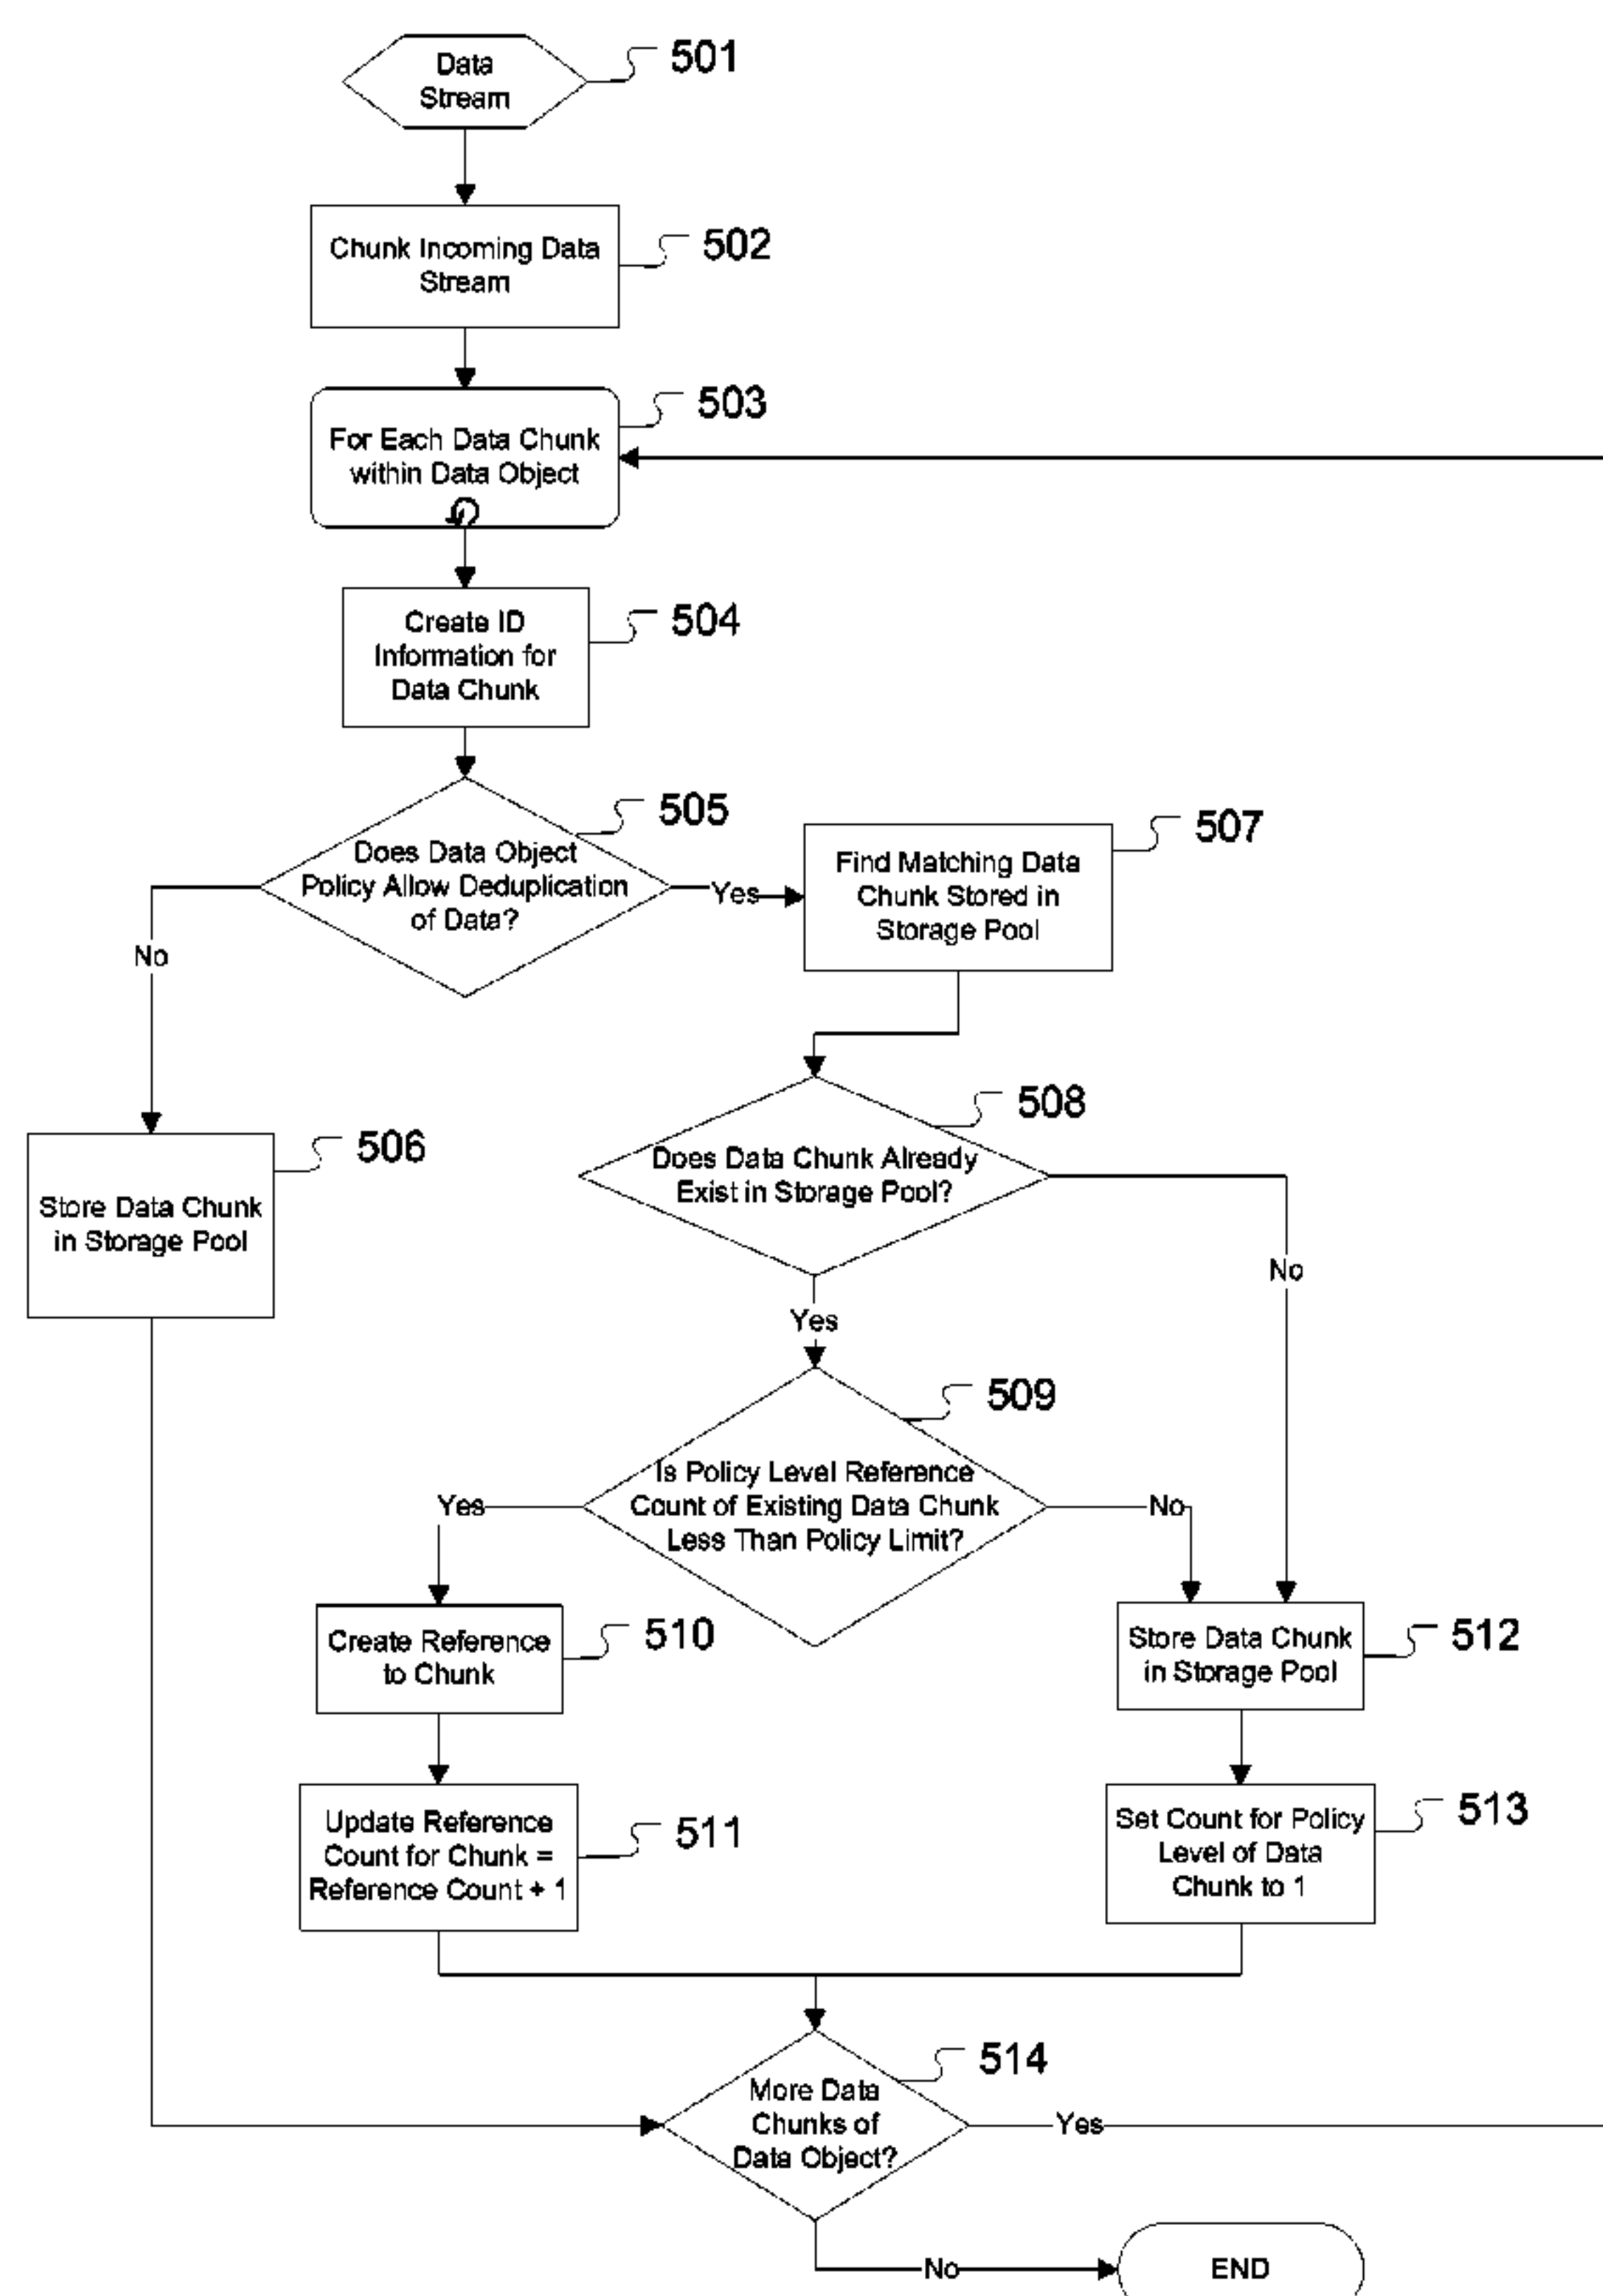 Data
Stream
501
Chunk Incoming Data
Stream
502
For Each Data Chunk
within Data Object
503
Create ID
Information for
Data Chunk
504
Does Data Object
Policy Allow Deduplication
of Data?
505
Yes
No
Find Matching Data
Chunk Stored in
Storage Pool
507
Store Data Chunk
in Storage Pool
506
Does Data Chunk Already
Exist in Storage Pool?
508
No
Yes
Is Policy Level Reference
Count of Existing Data Chunk
Less Than Policy Limit?
509
Yes
No
Create Reference
to Chunk
510
Store Data Chunk
in Storage Pool
512
Update Reference
Count for Chunk =
Reference Count + 1
511
Set Count for Policy
Level of Data
Chunk to 1
513
More Data
Chunks of
Data Object?
514
Yes
No
END